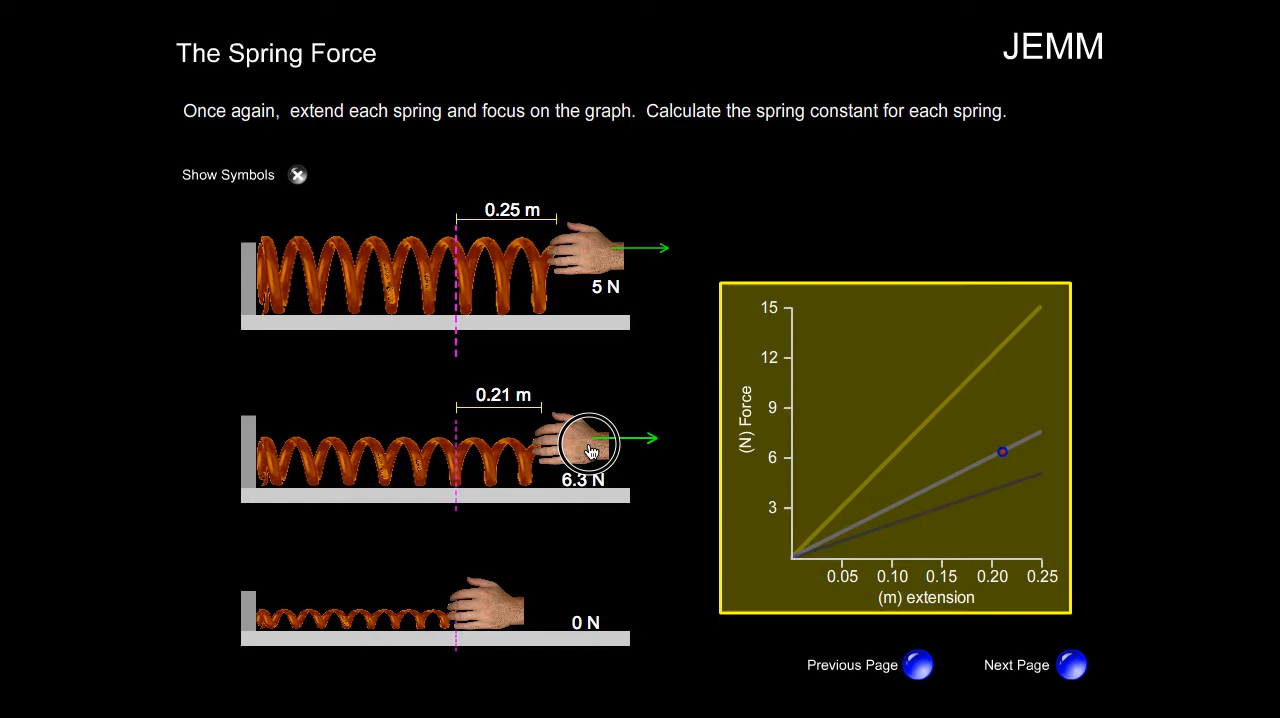 The Spring Force
JEMM
Once again, extend each spring and focus on the graph. Calculate the spring constant for each spring.
Show Symbols
0.25 m
5 N
0.21 m
6.3 N
0 N
15
12
9
6
3
(N) Force
0.05 0.10 0.15 0.20 0.25
(m) extension
Previous Page
Next Page